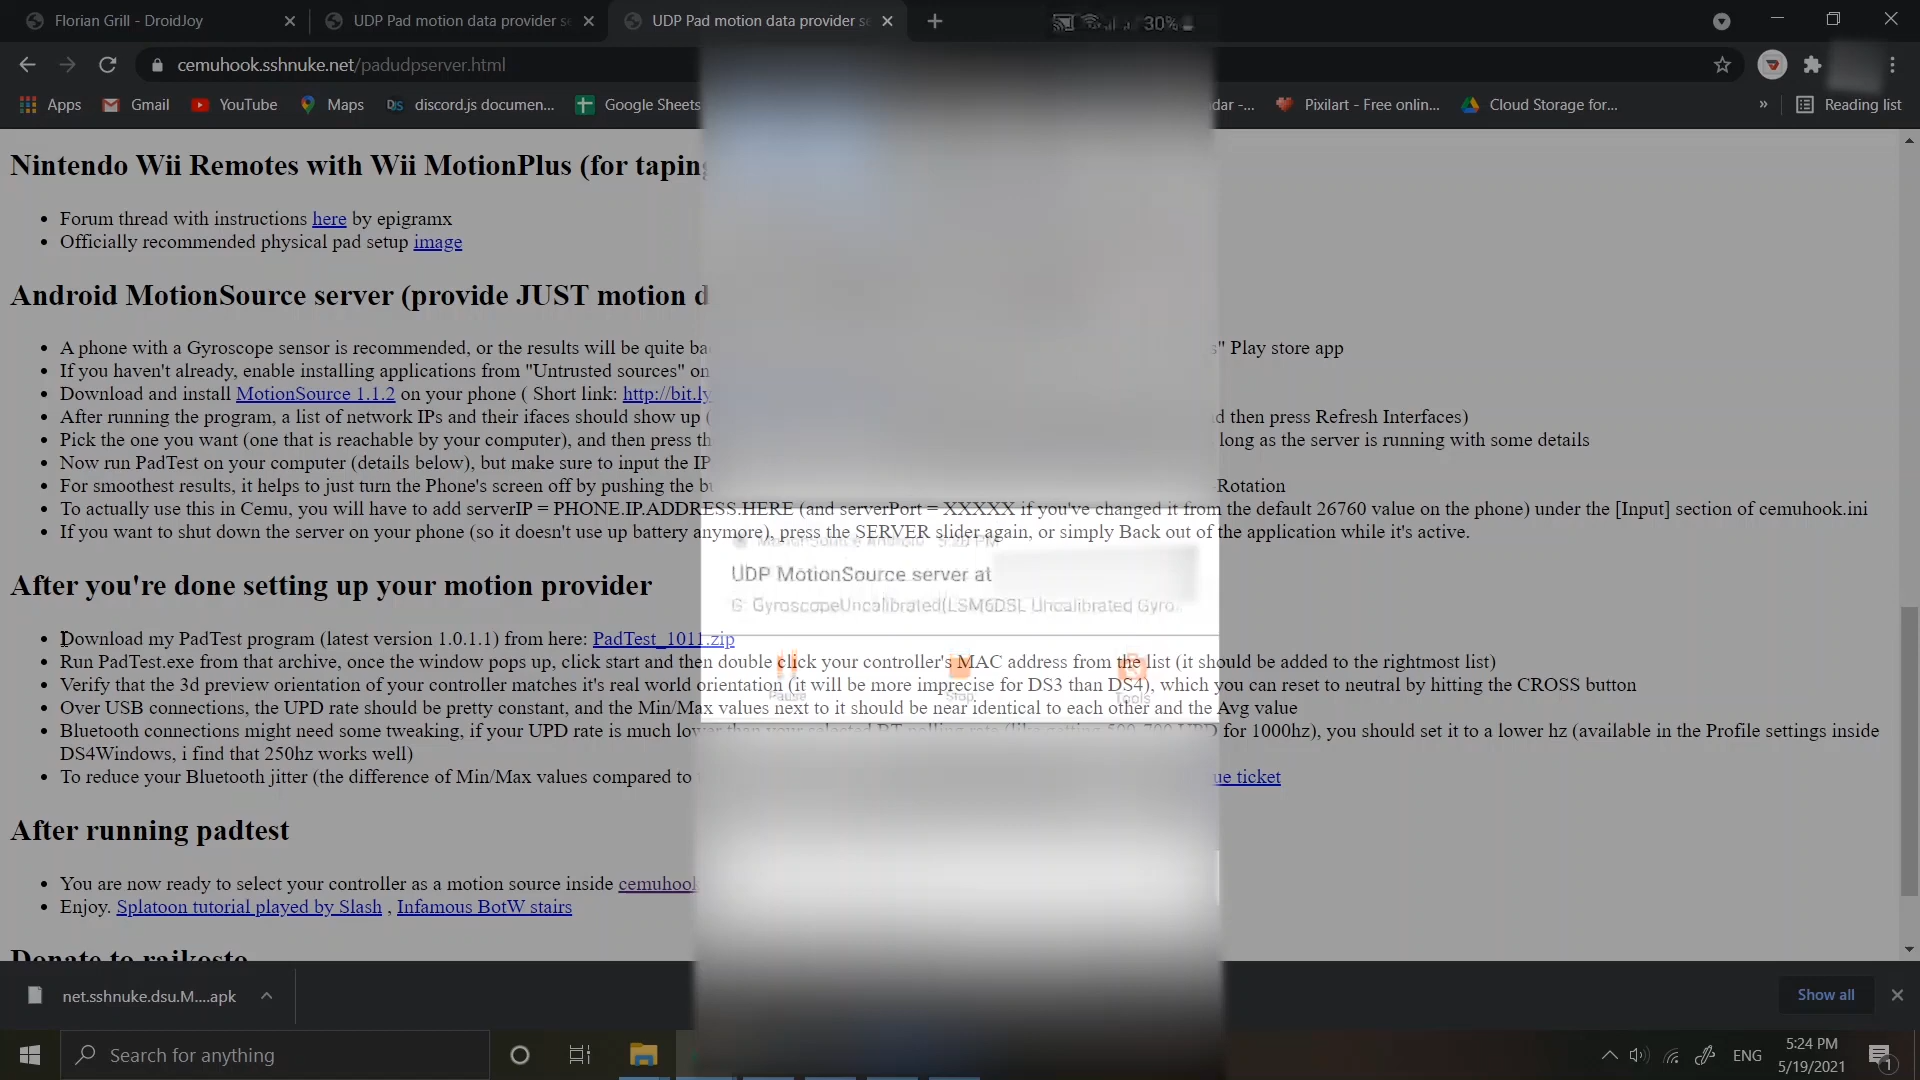 Florian Grill - DroidJoy
UDP Pad motion data provider se
UDP Pad motion data provider se
30%
cemuhook.sshnuke.net/padudpserver.html
Apps
Gmail
YouTube
Maps
discord.js documen...
Google Sheets
dar -...
Pixilart - Free onlin...
Cloud Storage for...
»
Reading list
Nintendo Wii Remotes with Wii MotionPlus (for taping
Forum thread with instructions here by epigramx
Officially recommended physical pad setup image
Android MotionSource server (provide JUST motion d
A phone with a Gyroscope sensor is recommended, or the results will be quite ba s" Play store app
If you haven't already, enable installing applications from "Untrusted sources" on
Download and install MotionSource 1.1.2 on your phone ( Short link: http://bit.ly
After running the program, a list of network IPs and their ifaces should show up ( d then press Refresh Interfaces)
Pick the one you want (one that is reachable by your computer), and then press th long as the server is running with some details
Now run PadTest on your computer (details below), but make sure to input the IP
For smoothest results, it helps to just turn the Phone's screen off by pushing the bu -Rotation
To actually use this in Cemu, you will have to add serverIP = PHONE.IP.ADDRESS.HERE (and serverPort = XXXXX if you've changed it from the default 26760 value on the phone) under the [Input] section of cemuhook.ini
If you want to shut down the server on your phone (so it doesn't use up battery anymore), press the SERVER slider again, or simply Back out of the application while it's active.
UDP MotionSource server at
G: GyroscopeUncalibrated(LSM6DSL Uncalibrated Gyro
After you're done setting up your motion provider
Download my PadTest program (latest version 1.0.1.1) from here: PadTest_1011.zip
Run PadTest.exe from that archive, once the window pops up, click start and then double click your controller's MAC address from the list (it should be added to the rightmost list)
Verify that the 3d preview orientation of your controller matches it's real world orientation (it will be more imprecise for DS3 than DS4), which you can reset to neutral by hitting the CROSS button
Pause
Stop
Tools
Over USB connections, the UPD rate should be pretty constant, and the Min/Max values next to it should be near identical to each other and the Avg value
Bluetooth connections might need some tweaking, if your UPD rate is much lower than your selected BT polling rate (like getting 500-700 UPD for 1000hz), you should set it to a lower hz (available in the Profile settings inside
DS4Windows, i find that 250hz works well)
To reduce your Bluetooth jitter (the difference of Min/Max values compared to ue ticket
After running padtest
You are now ready to select your controller as a motion source inside cemuhook
Enjoy. Splatoon tutorial played by Slash , Infamous BotW stairs
Donate to rajkosto
net.sshnuke.dsu.M....apk
Show all
Search for anything
ENG
5:24 PM
5/19/2021
1